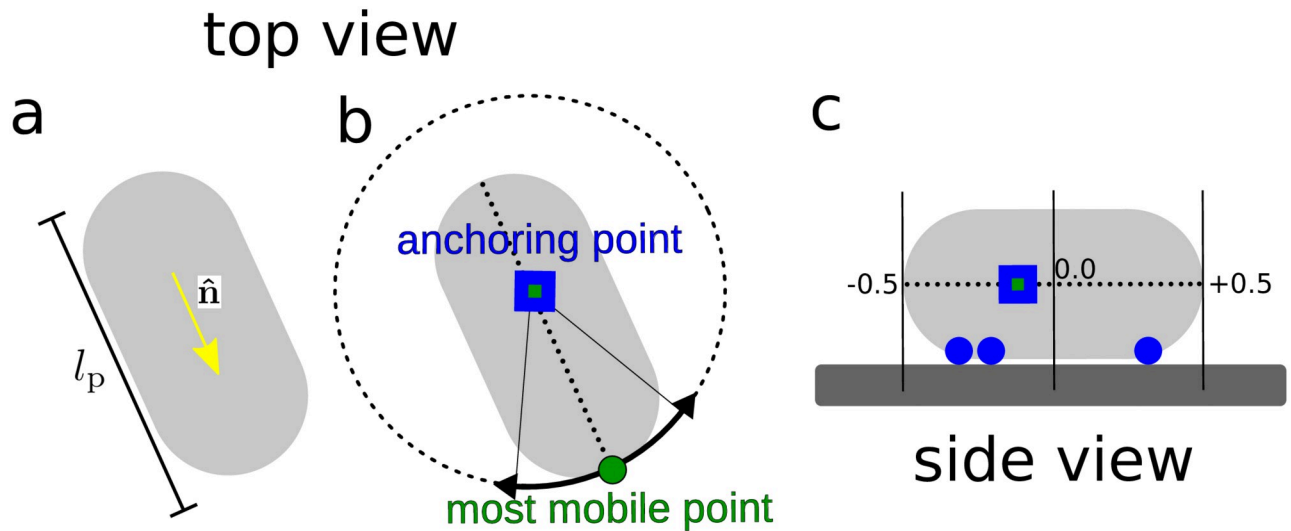 top view
a
b
c
n̂
l_p
anchoring point
most mobile point
-0.5
0.0
+0.5
side view